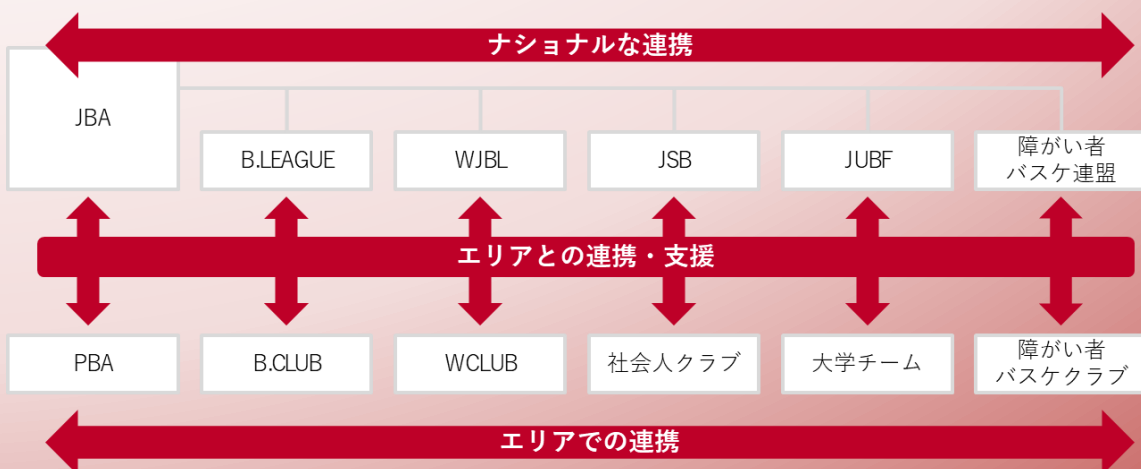 ナショナルな連携
JBA
B.LEAGUE
WJBL
JSB
JUBF
障がい者
バスケ連盟
エリアとの連携・支援
PBA
B.CLUB
WCLUB
社会人クラブ
大学チーム
障がい者
バスケクラブ
エリアでの連携